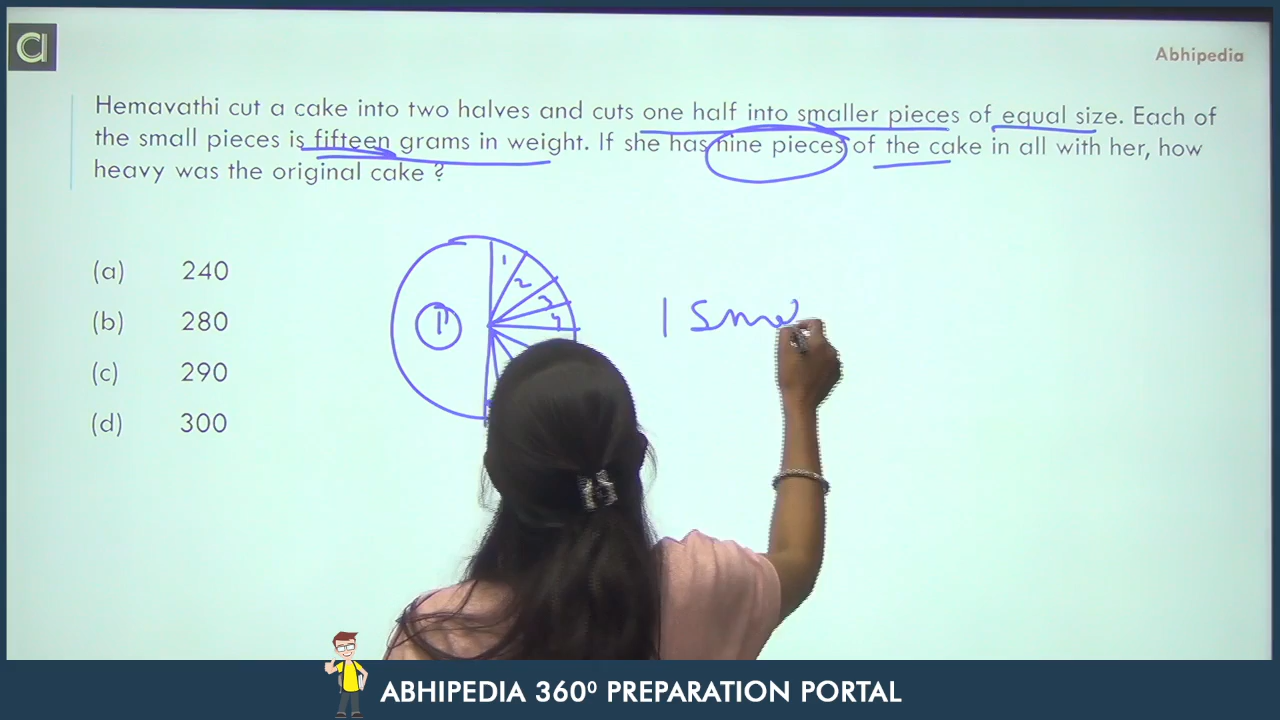 Abhipedia
Hemavathi cut a cake into two halves and cuts one half into smaller pieces of equal size. Each of
the small pieces is fifteen grams in weight. If she has nine pieces of the cake in all with her, how
heavy was the original cake ?
(a) 240
(b) 280
(c) 290
(d) 300
1
2
3
4
1
1 sma
ABHIPEDIA 360⁰ PREPARATION PORTAL